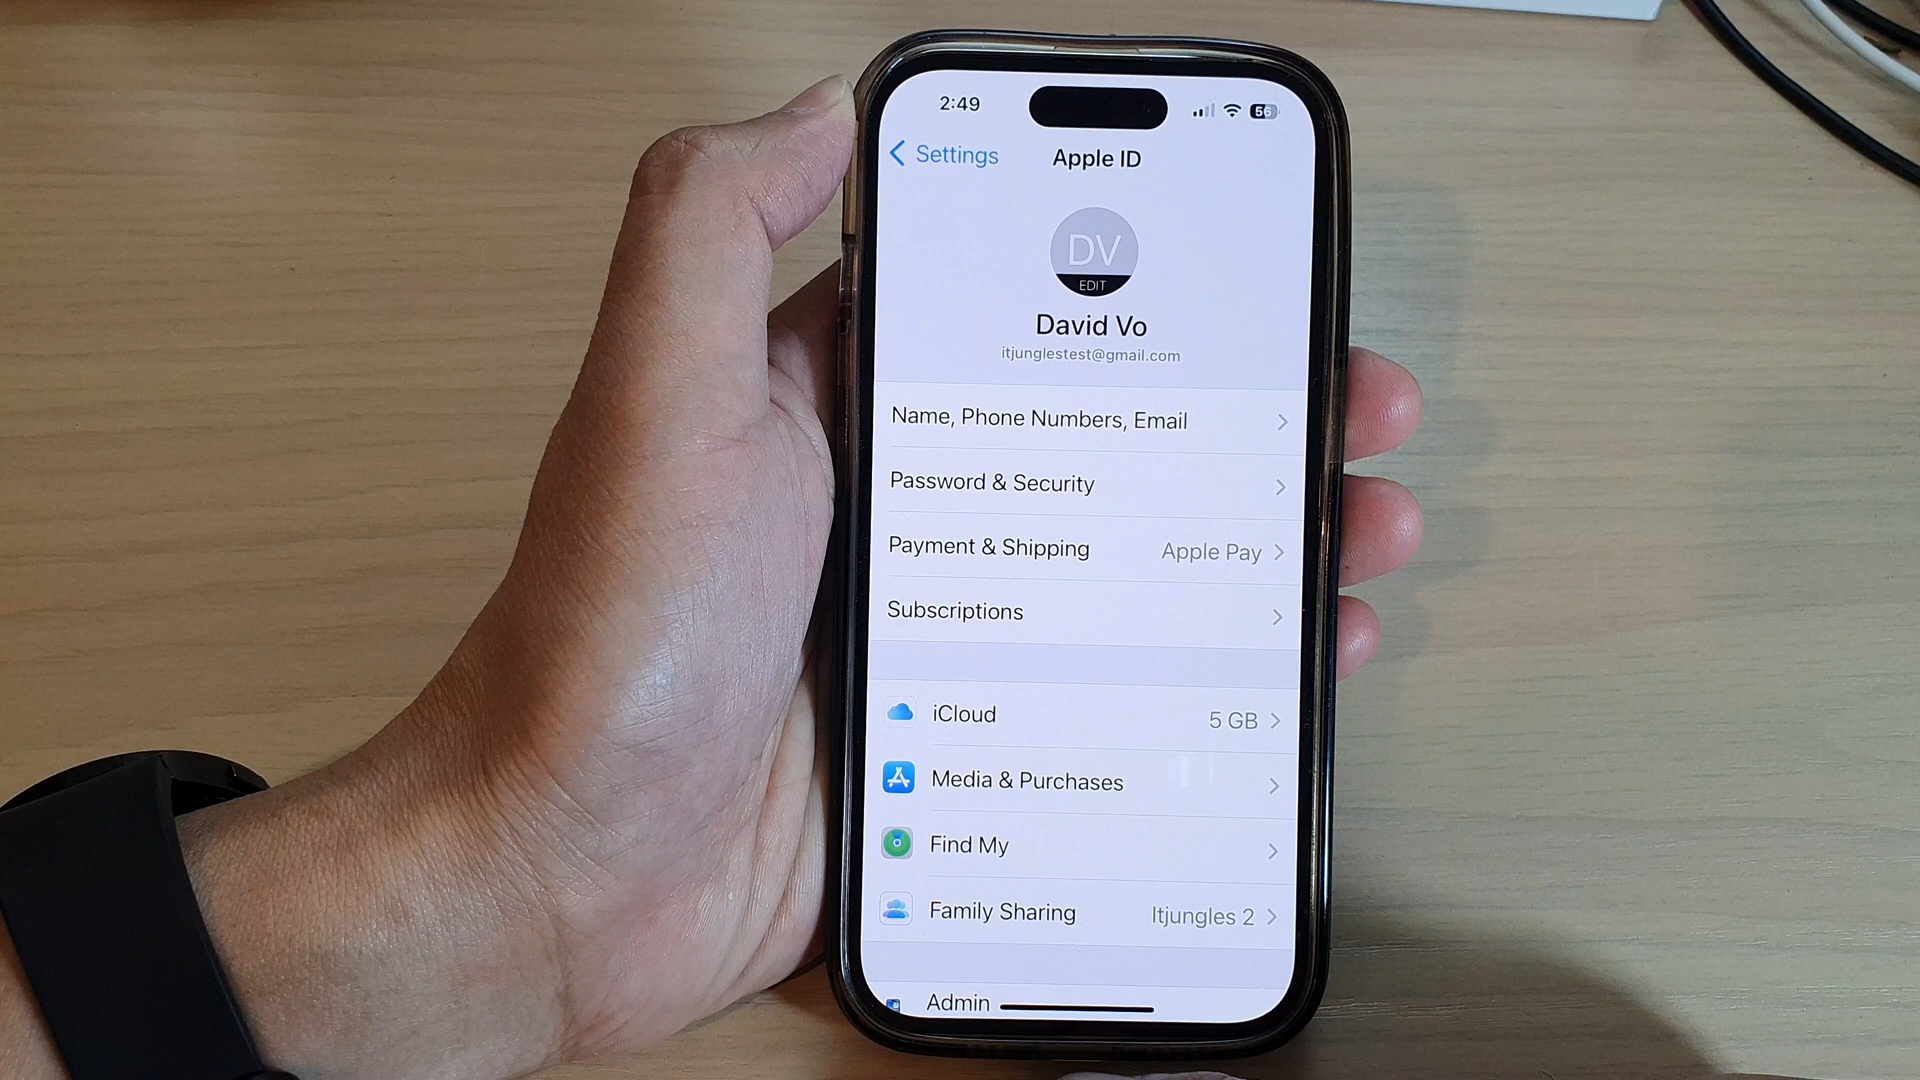 2:49
56
Settings
Apple ID
DV
EDIT
David Vo
itjunglestest@gmail.com
Name, Phone Numbers, Email
Password & Security
Payment & Shipping Apple Pay
Subscriptions
iCloud 5 GB
Media & Purchases
Find My
Family Sharing Itjungles 2
Admin